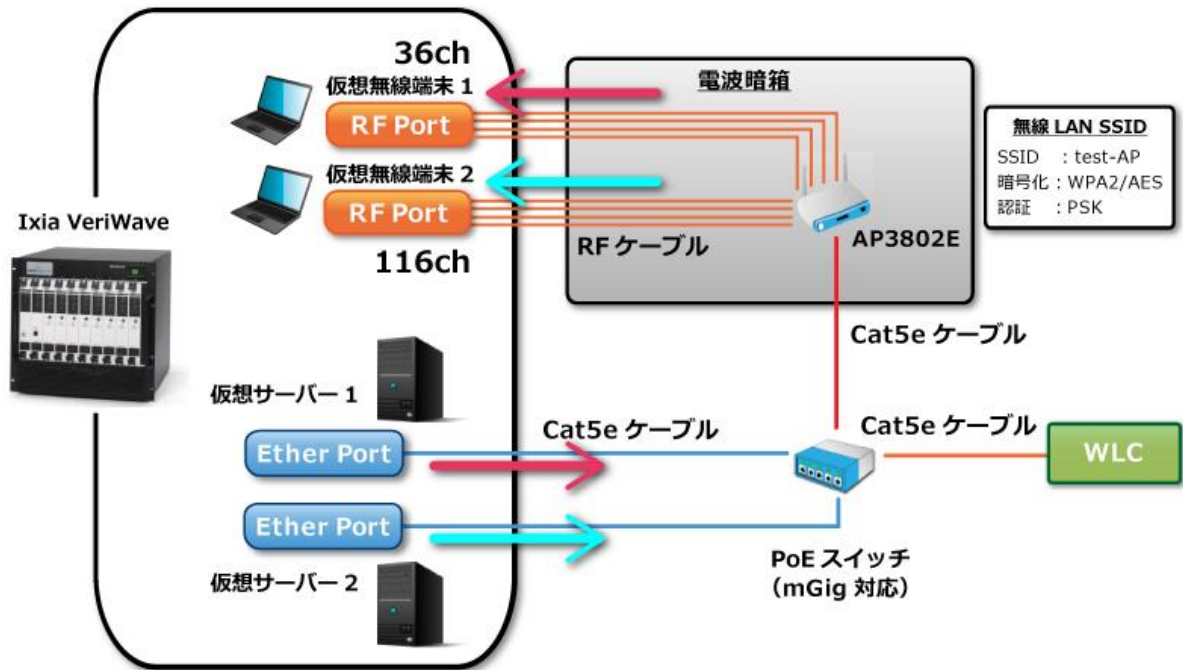 36ch
仮想無線端末 1
RF Port
仮想無線端末 2
RF Port
116ch
Ixia VeriWave
電波暗箱
AP3802E
RF ケーブル
無線 LAN SSID
SSID : test-AP
暗号化 : WPA2/AES
認証 : PSK
Cat5e ケーブル
仮想サーバー 1
Ether Port
Cat5e ケーブル
Cat5e ケーブル
WLC
Ether Port
仮想サーバー 2
PoE スイッチ
（mGig 対応）